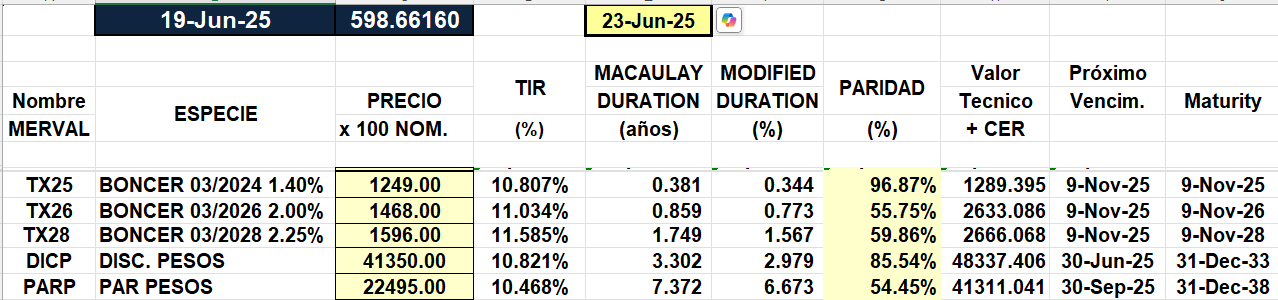 19-Jun-25 598.66160 23-Jun-25
Nombre MERVAL ESPECIE PRECIO x 100 NOM. TIR (%) MACAULAY DURATION (años) MODIFIED DURATION (%) PARIDAD (%) Valor Tecnico + CER Próximo Vencim. Maturity
TX25 BONCER 03/2024 1.40% 1249.00 10.807% 0.381 0.344 96.87% 1289.395 9-Nov-25 9-Nov-25
TX26 BONCER 03/2026 2.00% 1468.00 11.034% 0.859 0.773 55.75% 2633.086 9-Nov-25 9-Nov-26
TX28 BONCER 03/2028 2.25% 1596.00 11.585% 1.749 1.567 59.86% 2666.068 9-Nov-25 9-Nov-28
DICP DISC. PESOS 41350.00 10.821% 3.302 2.979 85.54% 48337.406 30-Jun-25 31-Dec-33
PARP PAR PESOS 22495.00 10.468% 7.372 6.673 54.45% 41311.041 30-Sep-25 31-Dec-38